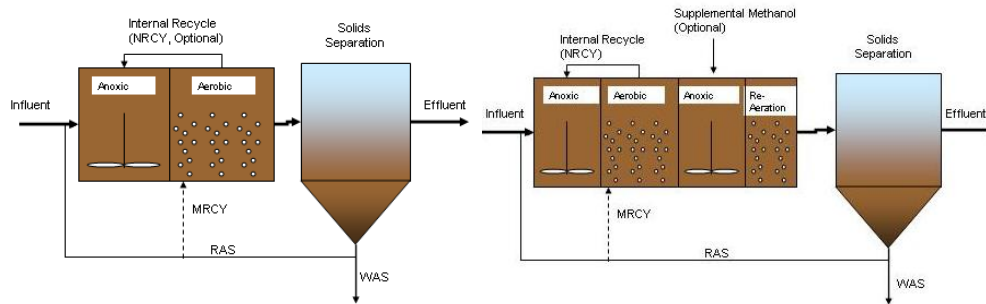 Internal Recycle
(NRCY, Optional)
Solids
Separation
Anoxic
Aerobic
Influent
Effluent
MRCY
RAS
WAS
Supplemental Methanol
(Optional)
Internal Recycle
(NRCY)
Solids
Separation
Anoxic
Aerobic
Anoxic
Re-
Aeration
Influent
Effluent
MRCY
RAS
WAS